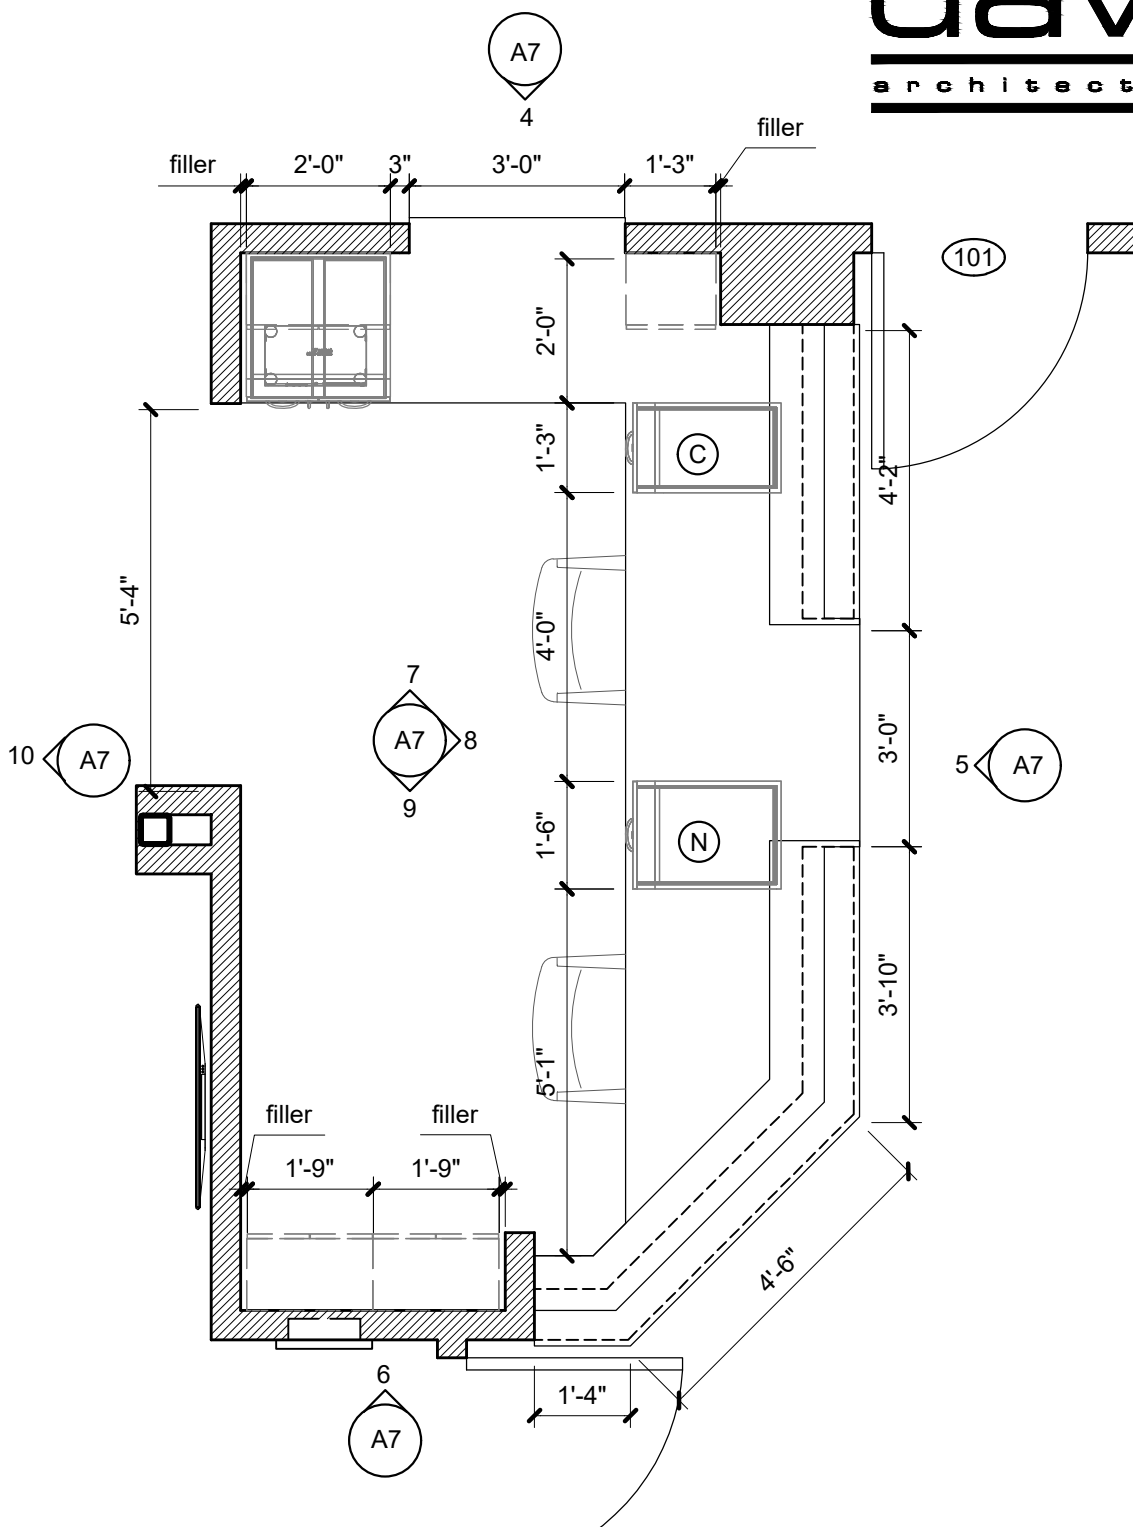 architect
A7
4
filler
filler
2'-0"
3"
3'-0"
1'-3"
101
2'-0"
1'-3"
C
4'-2"
5'-4"
4'-0"
7
10
A7
A7
8
9
3'-0"
5
A7
1'-6"
N
3'-10"
5'-1"
filler
filler
1'-9"
1'-9"
4'-6"
6
A7
1'-4"